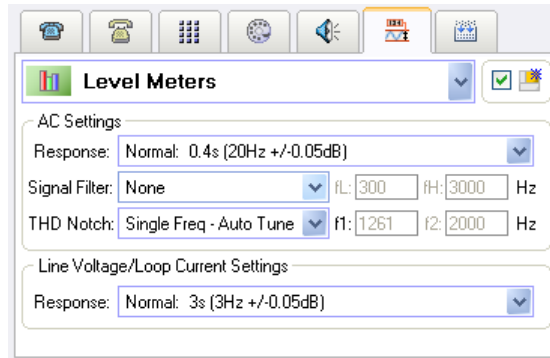 Level Meters
AC Settings
Response: Normal: 0.4s (20Hz +/-0.05dB)
Signal Filter: None fL: 300 fH: 3000 Hz
THD Notch: Single Freq - Auto Tune f1: 1261 f2: 2000 Hz
Line Voltage/Loop Current Settings
Response: Normal: 3s (3Hz +/-0.05dB)